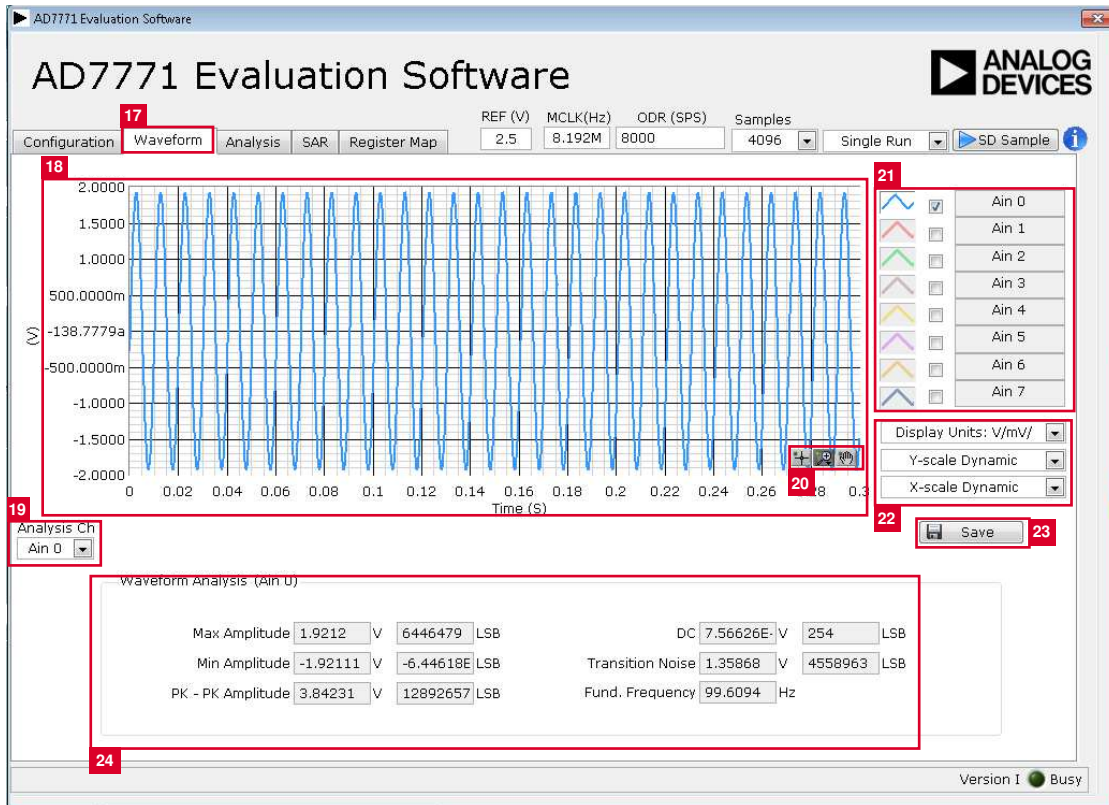 AD7771 Evaluation Software
AD7771 Evaluation Software
ANALOG
DEVICES
17
REF (V) MCLK(Hz) ODR (SPS) Samples
Configuration Waveform Analysis SAR Register Map 2.5 8.192M 8000 4096 Single Run SD Sample i
18
21
2.0000
1.5000
1.0000
500.0000m
-138.7779a
-500.0000m
-1.0000
-1.5000
-2.0000
(V)
0 0.02 0.04 0.06 0.08 0.1 0.12 0.14 0.16 0.18 0.2 0.22 0.24 0.26 0.28 0.3
Time (S)
20
Ain 0
Ain 1
Ain 2
Ain 3
Ain 4
Ain 5
Ain 6
Ain 7
Display Units: V/mV/
Y-scale Dynamic
X-scale Dynamic
22
Save 23
19
Analysis Ch
Ain 0
Waveform Analysis (Ain 0)
Max Amplitude 1.9212 V 6446479 LSB DC 7.56626E- V 254 LSB
Min Amplitude -1.92111 V -6.44618E LSB Transition Noise 1.35868 V 4558963 LSB
PK - PK Amplitude 3.84231 V 12892657 LSB Fund. Frequency 99.6094 Hz
24
Version I Busy